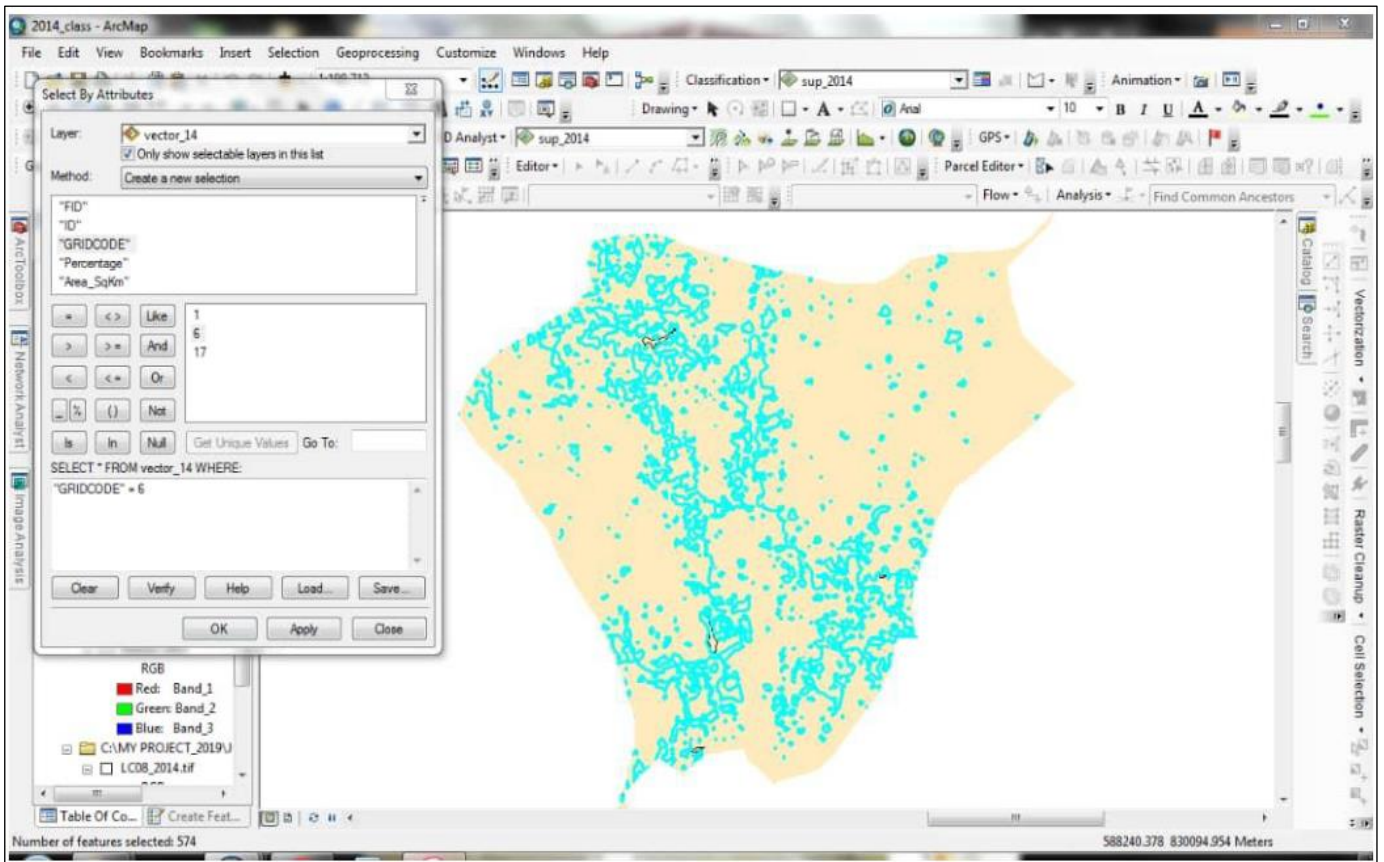 2014_class - ArcMap
File Edit View Bookmarks Insert Selection Geoprocessing Customize Windows Help
Classification sup_2014 Animation
Select By Attributes
Drawing A Arial 10 B I U A
Layer: vector_14
D Analyst sup_2014 GPS
Only show selectable layers in this list
Editor Parcel Editor
Method: Create a new selection
Flow Analysis Find Common Ancestors
"FID"
"ID"
"GRIDCODE"
"Percentage"
"Area_SqKm"
= <> Like 1
6
> >= And 17
< <= Or
_ % () Not
Is In Null Get Unique Values Go To:
SELECT * FROM vector_14 WHERE:
"GRIDCODE" = 6
Clear Verify Help Load... Save...
OK Apply Close
RGB
Red: Band_1
Green: Band_2
Blue: Band_3
C:\MY PROJECT_2019\J
LC08_2014.tif
Table Of Co... Create Feat...
Number of features selected: 574
588240.378 830094.954 Meters
ArcToolbox
Network Analyst
Image Analysis
Catalog
Search
Vectorization
Raster Cleanup
Cell Selection